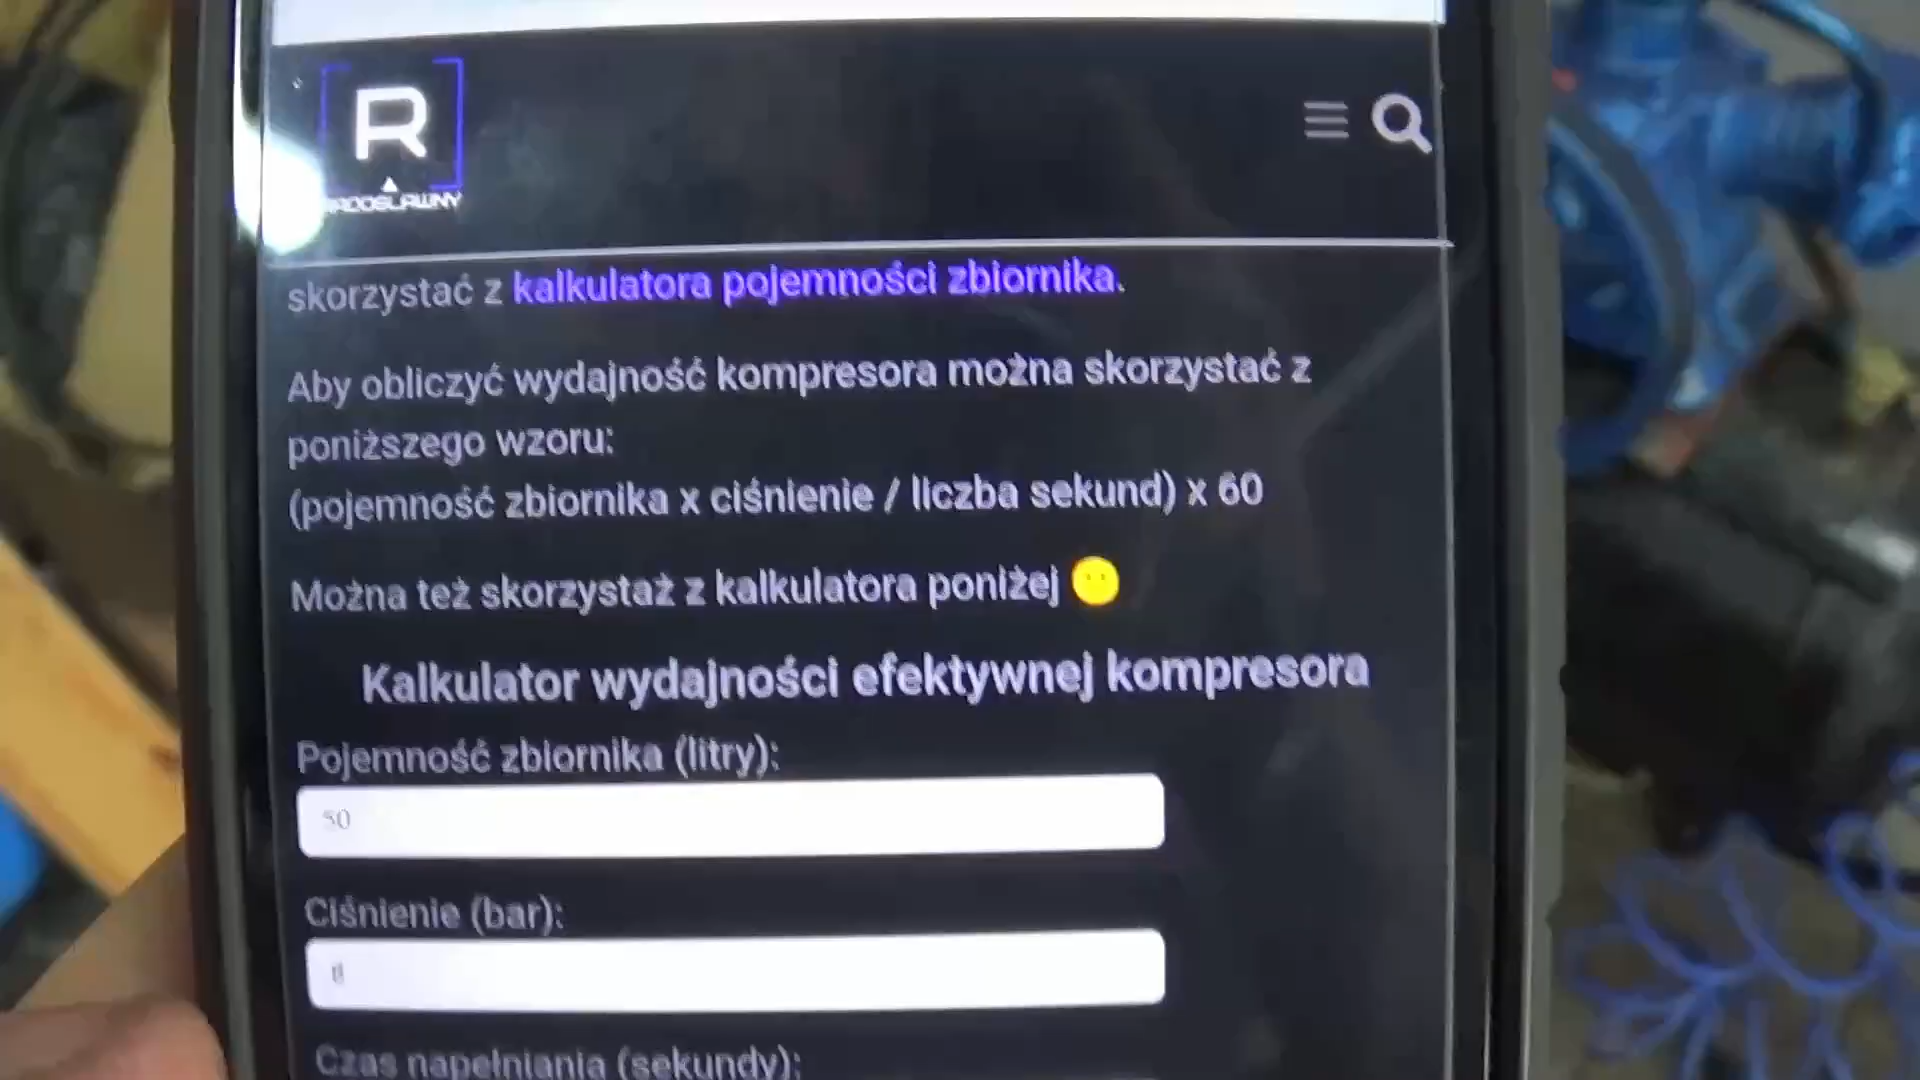 R
RADOSLAWNY
skorzystać z kalkulatora pojemności zbiornika.
Aby obliczyć wydajność kompresora można skorzystać z
poniższego wzoru:
(pojemność zbiornika x ciśnienie / liczba sekund) x 60
Można też skorzystaż z kalkulatora poniżej
Kalkulator wydajności efektywnej kompresora
Pojemność zbiornika (litry):
50
Ciśnienie (bar):
8
Czas napełniania (sekundy):